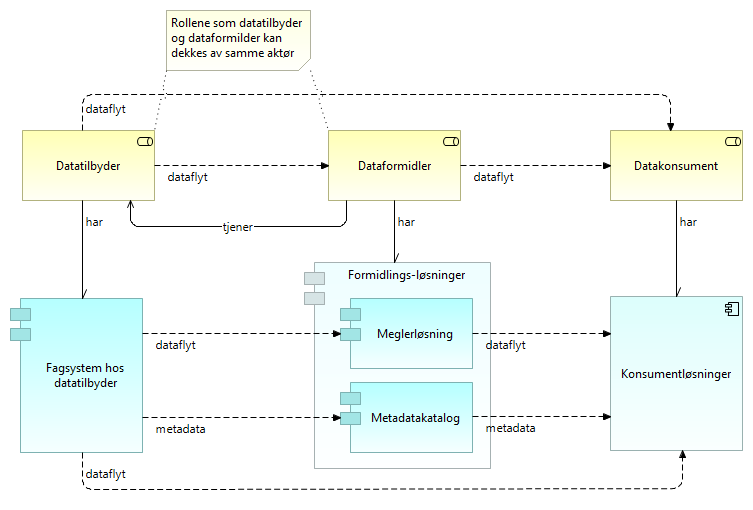 Rollene som datatilbyder
og dataformilder kan
dekkes av samme aktør
dataflyt
Datatilbyder
Dataformidler
Datakonsument
dataflyt
dataflyt
har
tjener
har
har
Formidlings-løsninger
Meglerløsning
dataflyt
dataflyt
Fagsystem hos
datatilbyder
Konsumentløsninger
Metadatakatalog
metadata
metadata
dataflyt